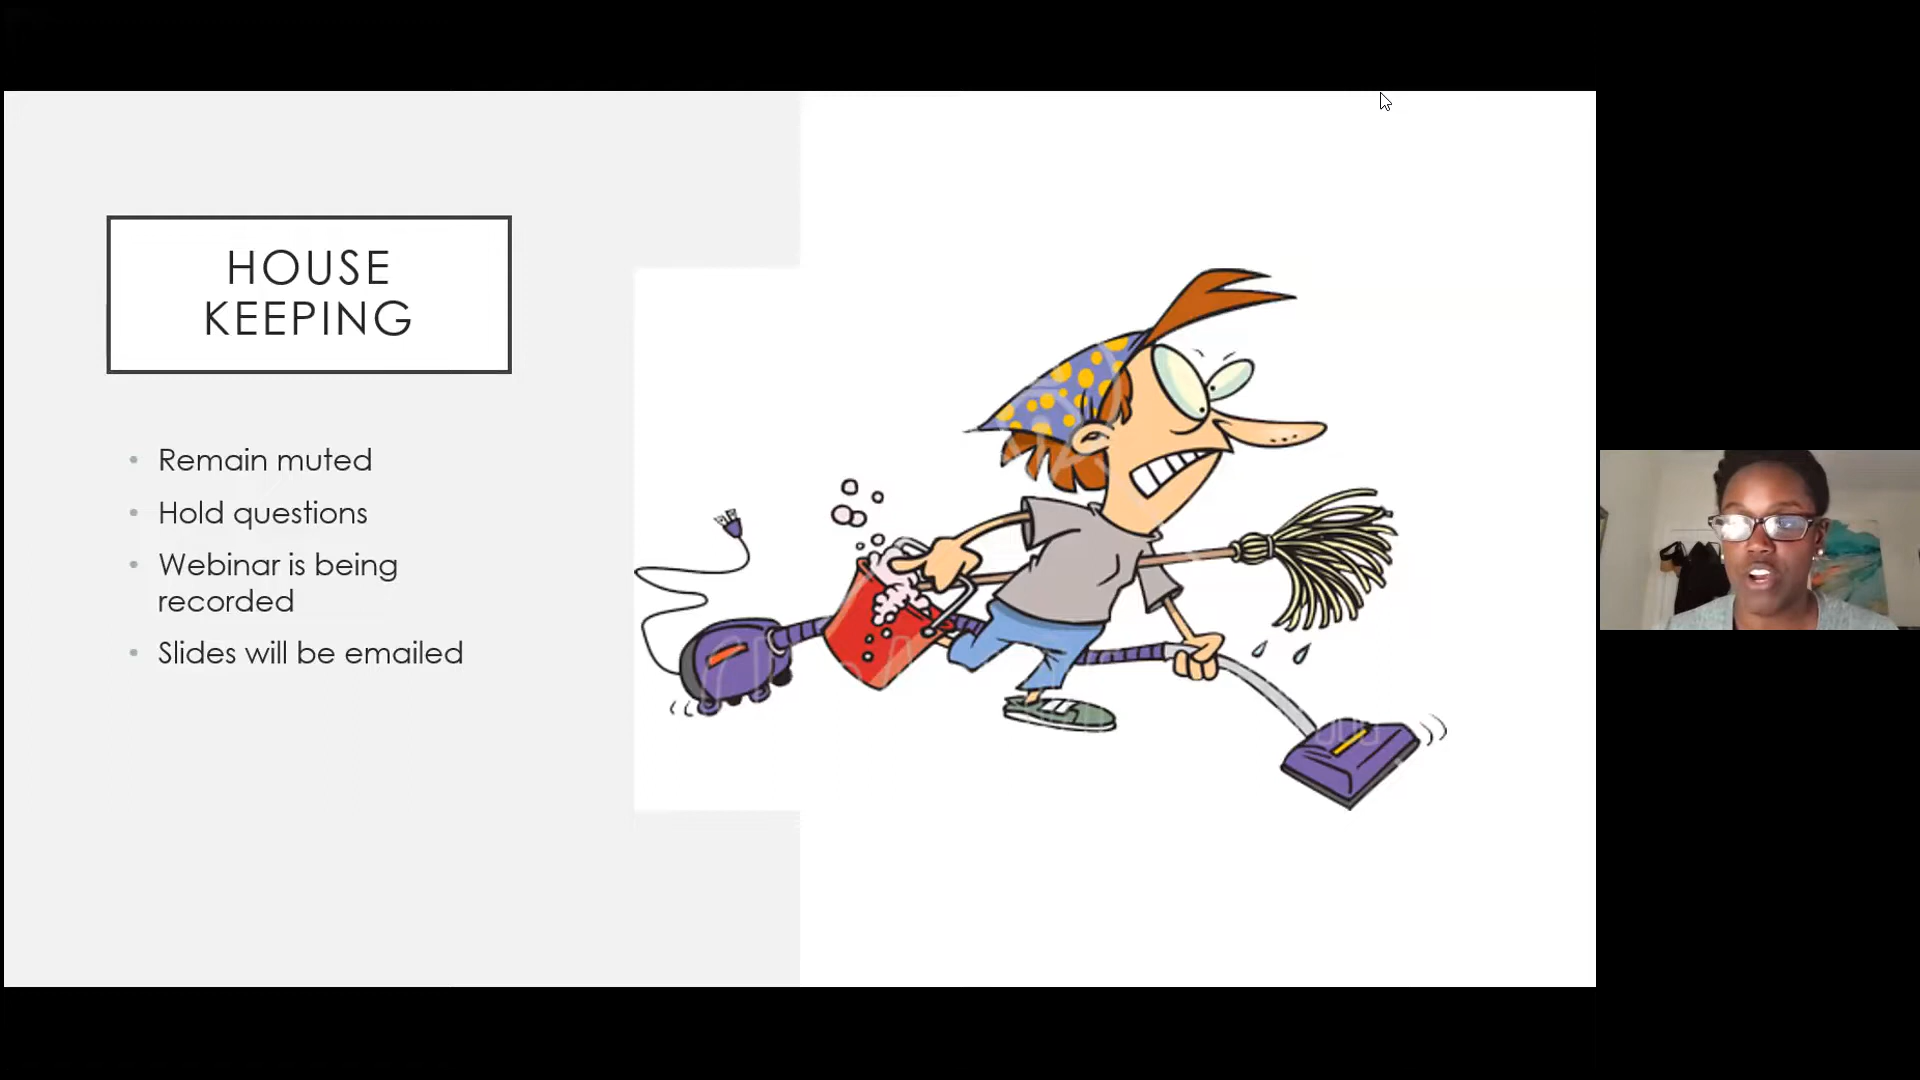 HOUSE
KEEPING
• Remain muted
• Hold questions
• Webinar is being
recorded
• Slides will be emailed